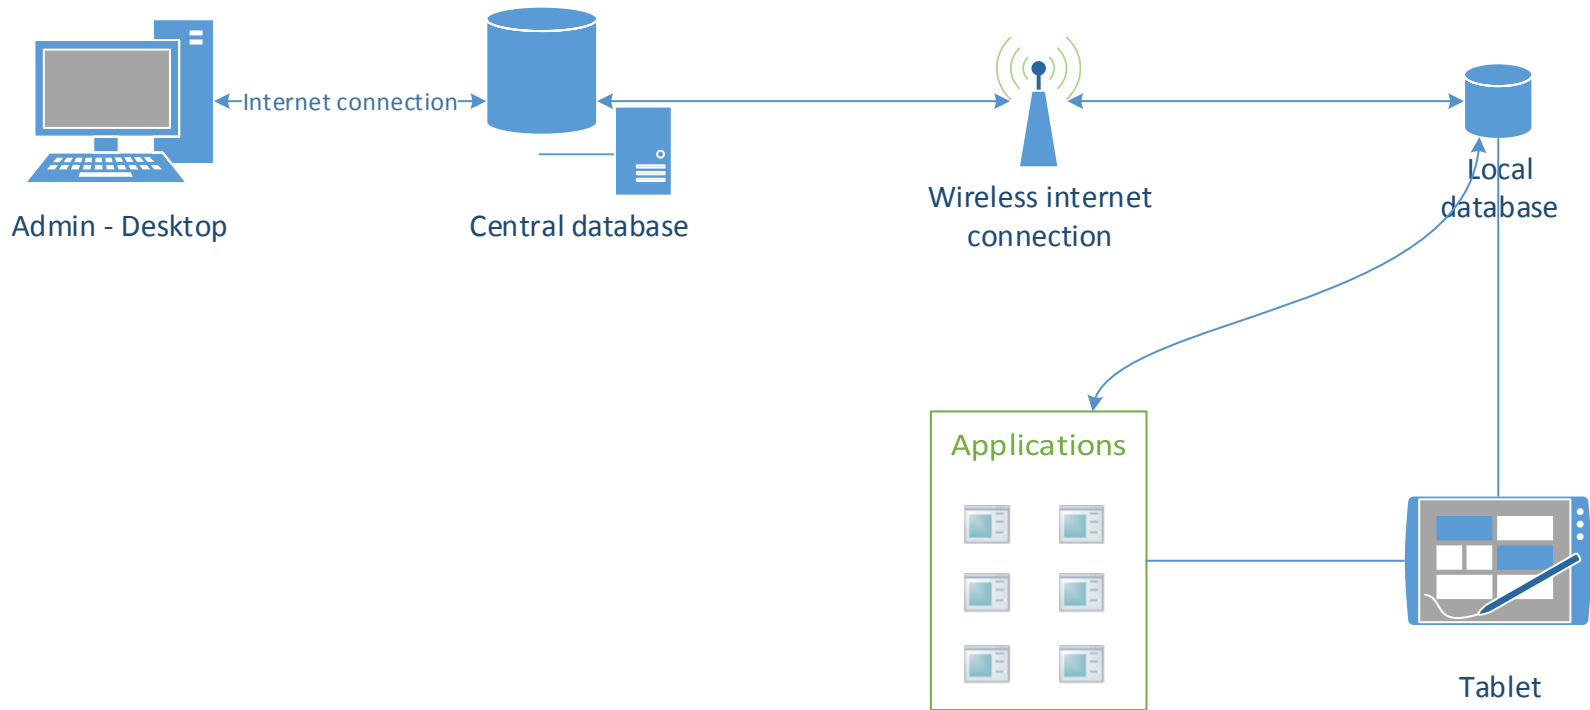 Internet connection
Admin - Desktop
Central database
Wireless internet
connection
Local
database
Applications
Tablet